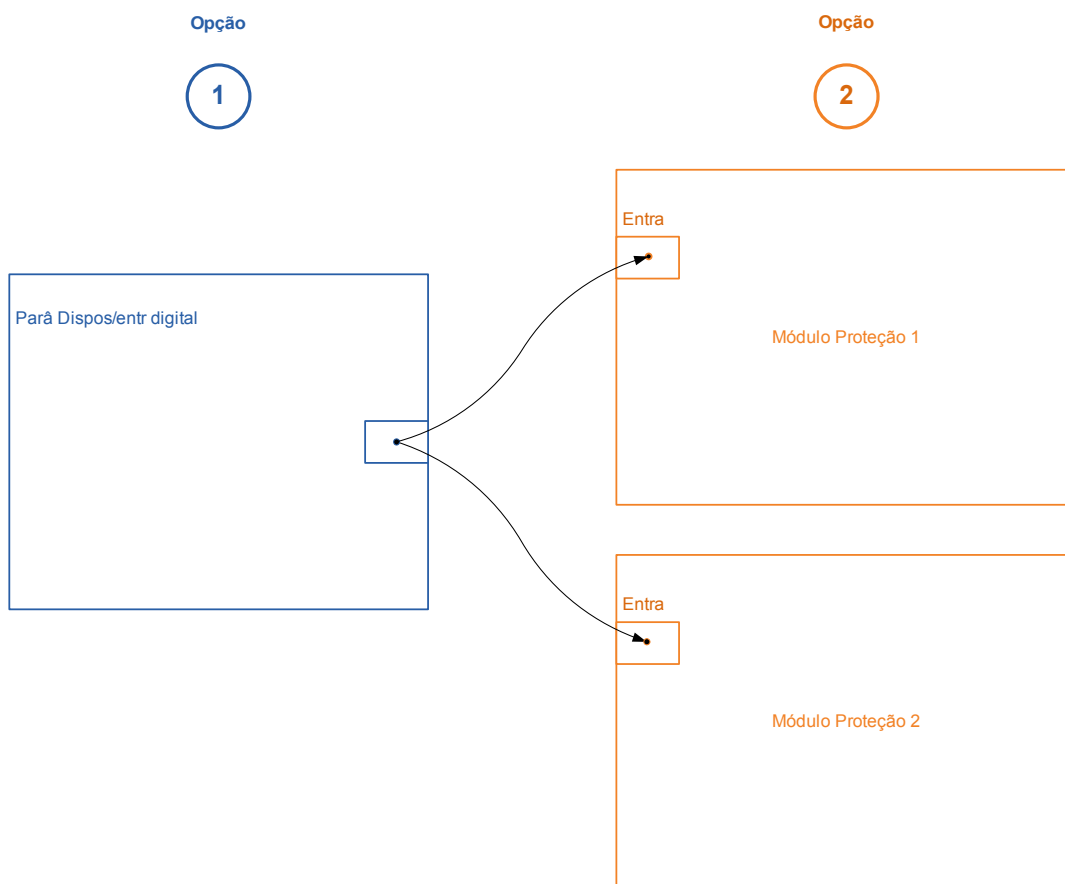 Opção
1
Opção
2
Parâ Dispos/entr digital
Entra
Módulo Proteção 1
Entra
Módulo Proteção 2